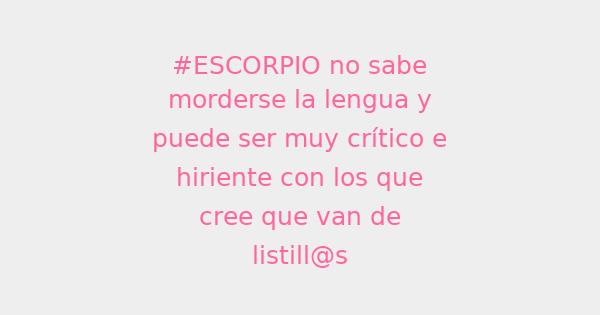 #ESCORPIO no sabe
morderse la lengua y
puede ser muy crítico e
hiriente con los que
cree que van de
listill@s